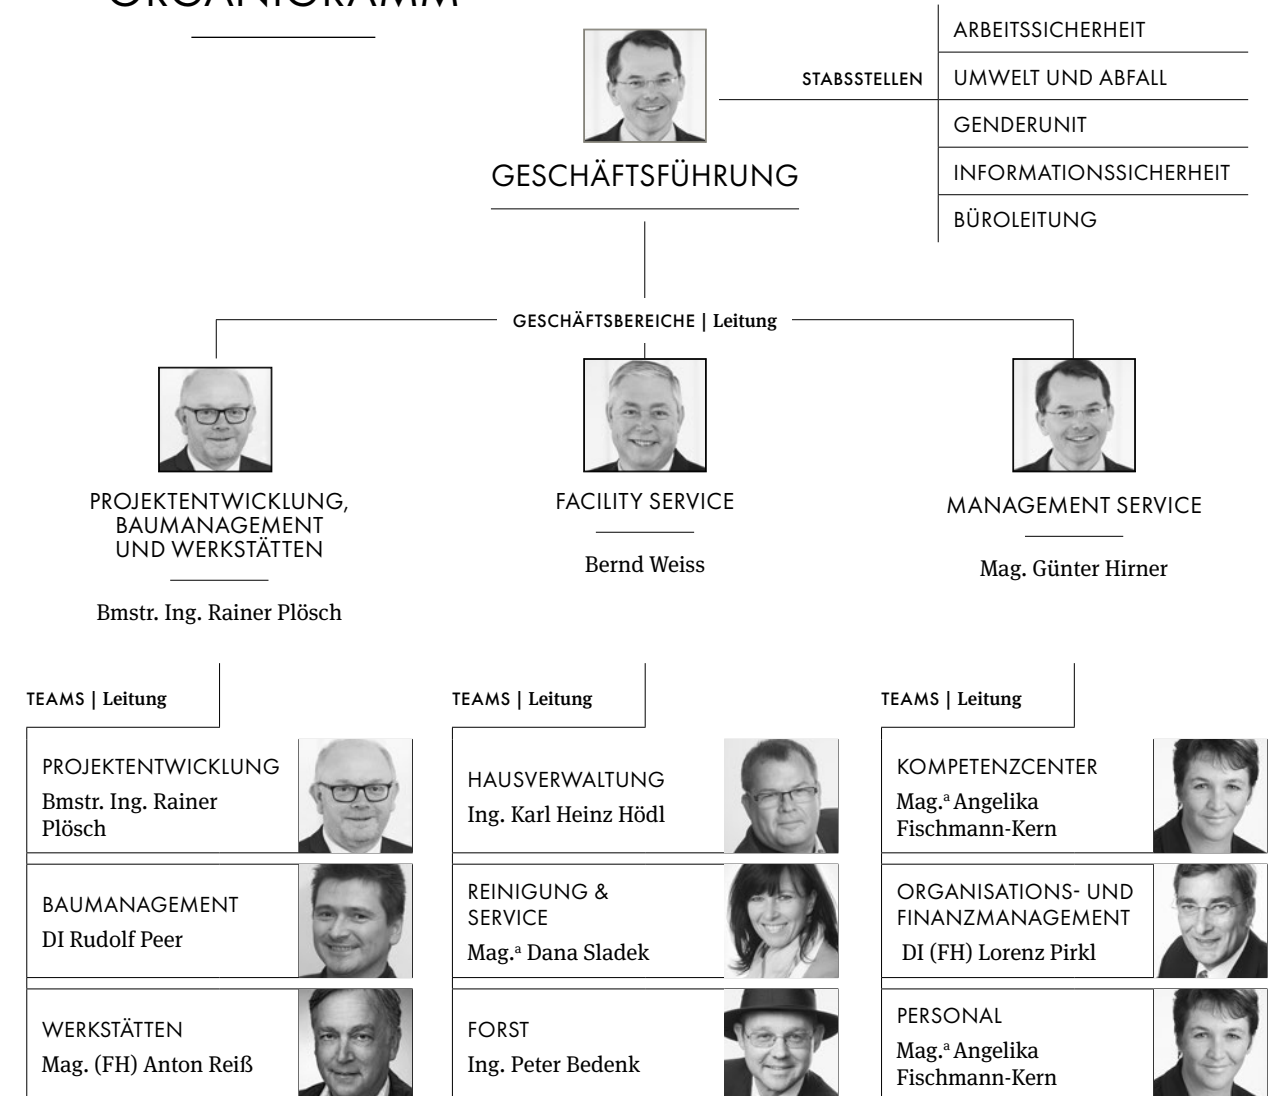 ORGANIGRAMM
STABSSTELLEN
ARBEITSSICHERHEIT
UMWELT UND ABFALL
GENDERUNIT
INFORMATIONSSICHERHEIT
BÜROLEITUNG
GESCHÄFTSFÜHRUNG
GESCHÄFTSBEREICHE | Leitung
PROJEKTENTWICKLUNG,
BAUMANAGEMENT
UND WERKSTÄTTEN
Bmstr. Ing. Rainer Plösch
FACILITY SERVICE
Bernd Weiss
MANAGEMENT SERVICE
Mag. Günter Hirner
TEAMS | Leitung
PROJEKTENTWICKLUNG
Bmstr. Ing. Rainer
Plösch
BAUMANAGEMENT
DI Rudolf Peer
WERKSTÄTTEN
Mag. (FH) Anton Reiß
TEAMS | Leitung
HAUSVERWALTUNG
Ing. Karl Heinz Hödl
REINIGUNG &
SERVICE
Mag.ª Dana Sladek
FORST
Ing. Peter Bedenk
TEAMS | Leitung
KOMPETENZCENTER
Mag.ª Angelika
Fischmann-Kern
ORGANISATIONS- UND
FINANZMANAGEMENT
DI (FH) Lorenz Pirkl
PERSONAL
Mag.ª Angelika
Fischmann-Kern